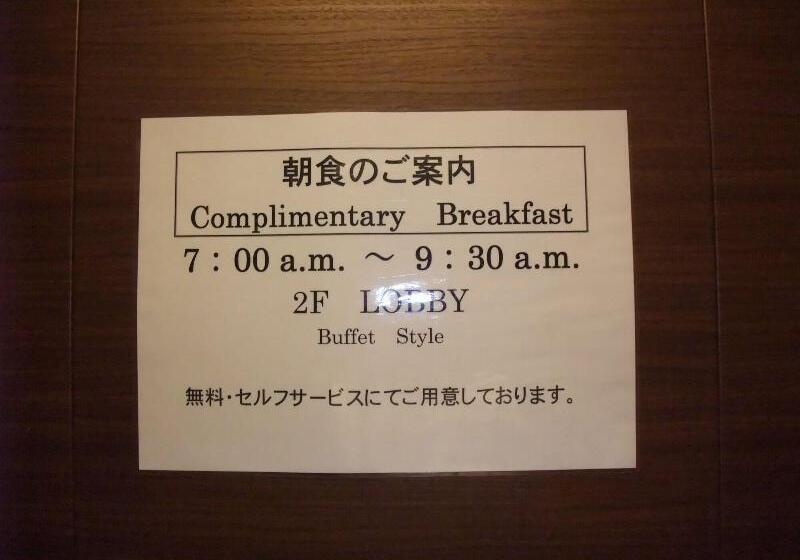 朝食のご案内
Complimentary Breakfast
7：00 a.m. ～ 9：30 a.m.
2F LOBBY
Buffet Style
無料・セルフサービスにてご用意しております。